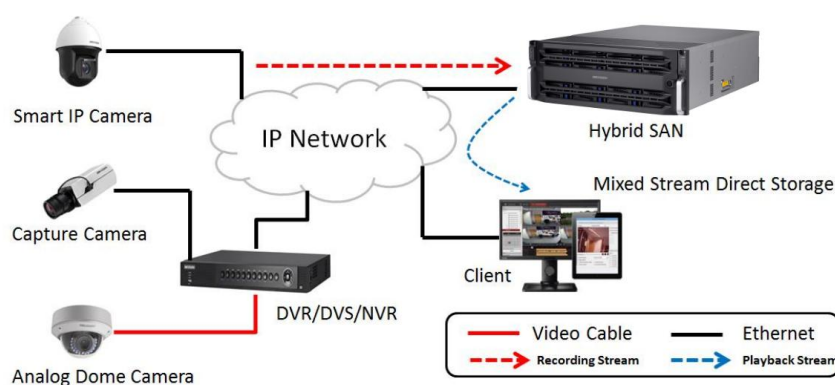 Smart IP Camera
IP Network
Hybrid SAN
Mixed Stream Direct Storage
Capture Camera
Client
DVR/DVS/NVR
Analog Dome Camera
Video Cable
Ethernet
Recording Stream
Playback Stream